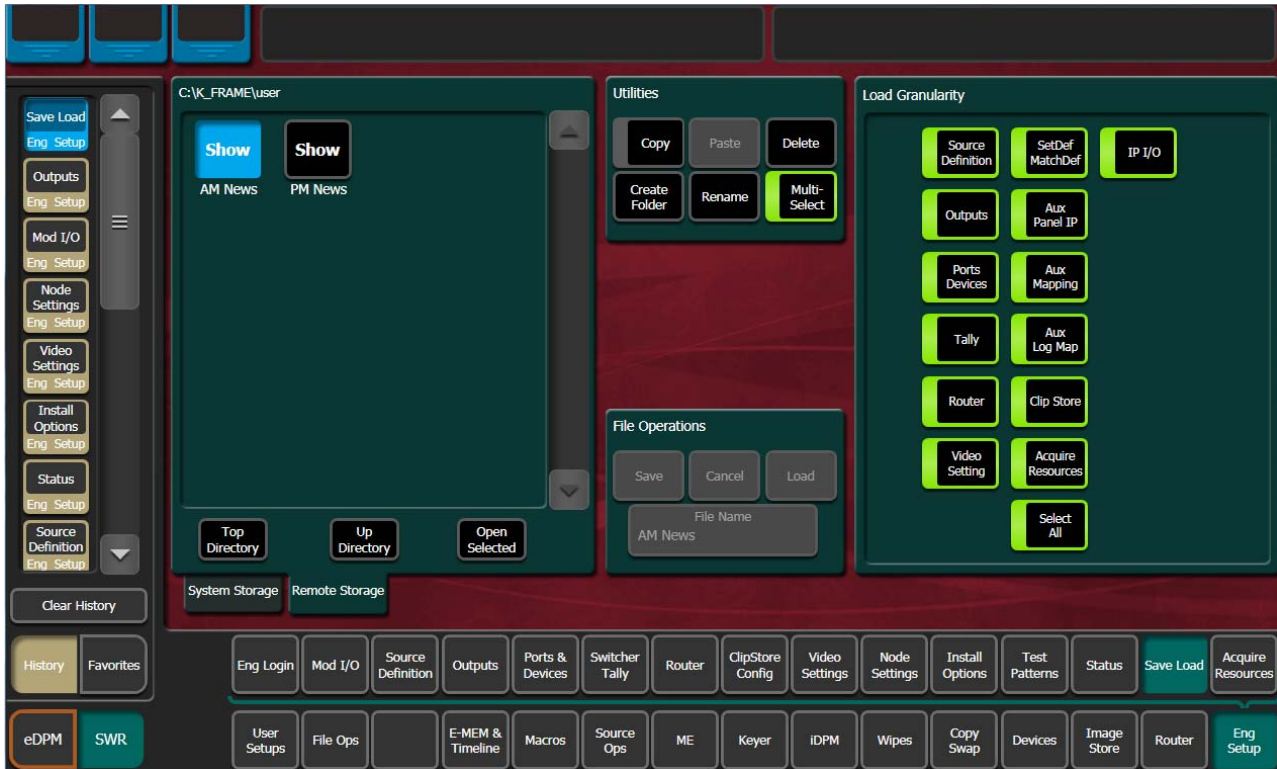 Save Load
Eng Setup
Outputs
Eng Setup
Mod I/O
Eng Setup
Node
Settings
Eng Setup
Video
Settings
Eng Setup
Install
Options
Eng Setup
Status
Eng Setup
Source
Definition
Eng Setup
Clear History
History
Favorites
eDPM
SWR
C:\K_FRAME\user
Show
AM News
Show
PM News
Top
Directory
Up
Directory
Open
Selected
System Storage
Remote Storage
Utilities
Copy
Paste
Delete
Create
Folder
Rename
Multi-
Select
File Operations
Save
Cancel
Load
File Name
AM News
Load Granularity
Source
Definition
SetDef
MatchDef
IP I/O
Outputs
Aux
Panel IP
Ports
Devices
Aux
Mapping
Tally
Aux
Log Map
Router
Clip Store
Video
Setting
Acquire
Resources
Select
All
Eng Login
Mod I/O
Source
Definition
Outputs
Ports &
Devices
Switcher
Tally
Router
ClipStore
Config
Video
Settings
Node
Settings
Install
Options
Test
Patterns
Status
Save Load
Acquire
Resources
User
Setups
File Ops
E-MEM &
Timeline
Macros
Source
Ops
ME
Keyer
iDPM
Wipes
Copy
Swap
Devices
Image
Store
Router
Eng
Setup